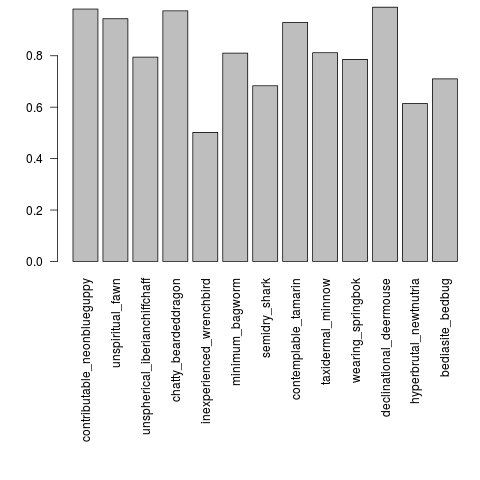 0.8
0.6
0.4
0.2
0.0
contributable_neonblueguppy
unspiritual_fawn
unspherical_iberianchiffchaff
chatty_beardeddragon
inexperienced_wrenchbird
minimum_bagworm
semidry_shark
contemplable_tamarin
taxidermal_minnow
wearing_springbok
declinational_deermouse
hyperbrutal_newtnutria
bedlasite_bedbug